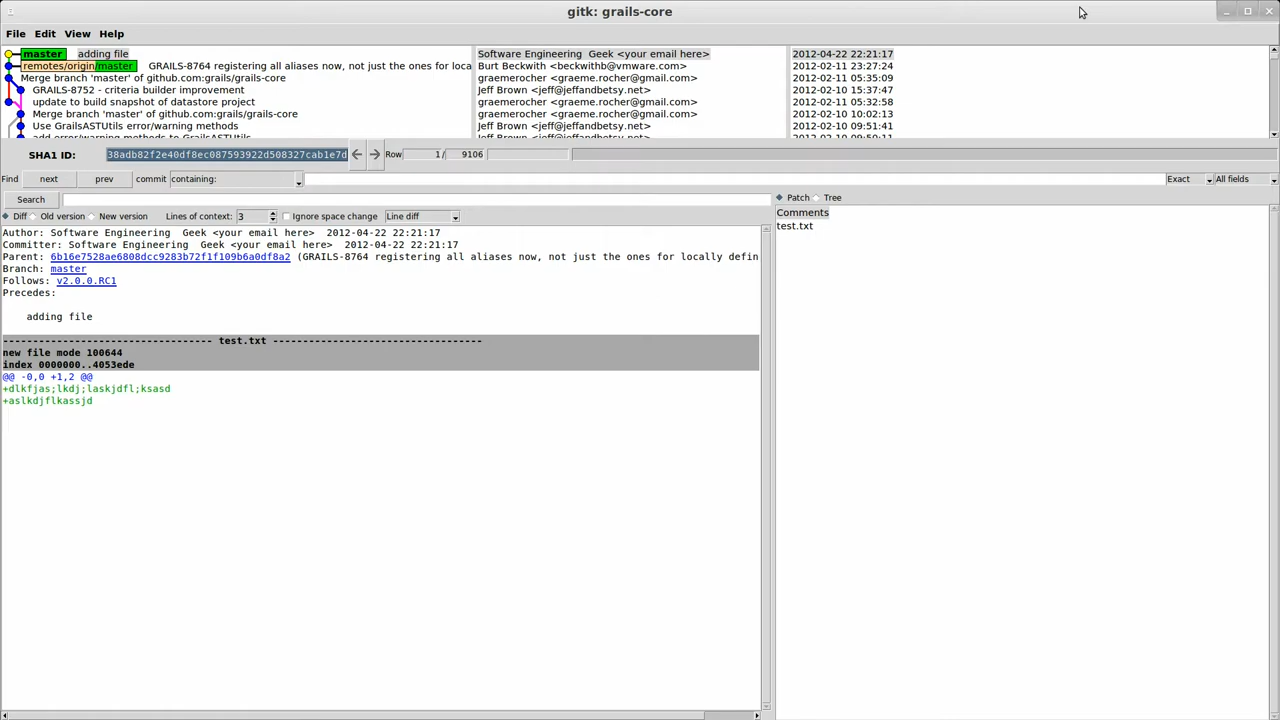 gitk: grails-core
File Edit View Help
master adding file Software Engineering Geek <your email here> 2012-04-22 22:21:17
remotes/origin/master GRAILS-8764 registering all aliases now, not just the ones for loca Burt Beckwith <beckwithb@vmware.com> 2012-02-11 23:27:24
Merge branch 'master' of github.com:grails/grails-core graemerocher <graeme.rocher@gmail.com> 2012-02-11 05:35:09
GRAILS-8752 - criteria builder improvement Jeff Brown <jeff@jeffandbetsy.net> 2012-02-10 15:37:47
update to build snapshot of datastore project graemerocher <graeme.rocher@gmail.com> 2012-02-11 05:32:58
Merge branch 'master' of github.com:grails/grails-core graemerocher <graeme.rocher@gmail.com> 2012-02-10 10:02:13
Use GrailsASTUtils error/warning methods Jeff Brown <jeff@jeffandbetsy.net> 2012-02-10 09:51:41
add error/warning methods to GrailsASTUtils Jeff Brown <jeff@jeffandbetsy.net>
SHA1 ID: 38adb82f2e40df8ec087593922d508327cab1e7d Row 1 / 9106
Find next prev commit containing: Exact All fields
Search
Diff Old version New version Lines of context: 3 Ignore space change Line diff
Patch Tree
Author: Software Engineering Geek <your email here> 2012-04-22 22:21:17
Committer: Software Engineering Geek <your email here> 2012-04-22 22:21:17
Parent: 6b16e7528ae6808dcc9283b72f1f109b6a0df8a2 (GRAILS-8764 registering all aliases now, not just the ones for locally defin
Branch: master
Follows: v2.0.0.RC1
Precedes:
adding file
---------------------------------- test.txt ----------------------------------
new file mode 100644
index 0000000..4053ede
@@ -0,0 +1,2 @@
+dlkfjas;lkdj;laskjdfl;ksasd
+aslkdjflkassjd
Comments
test.txt